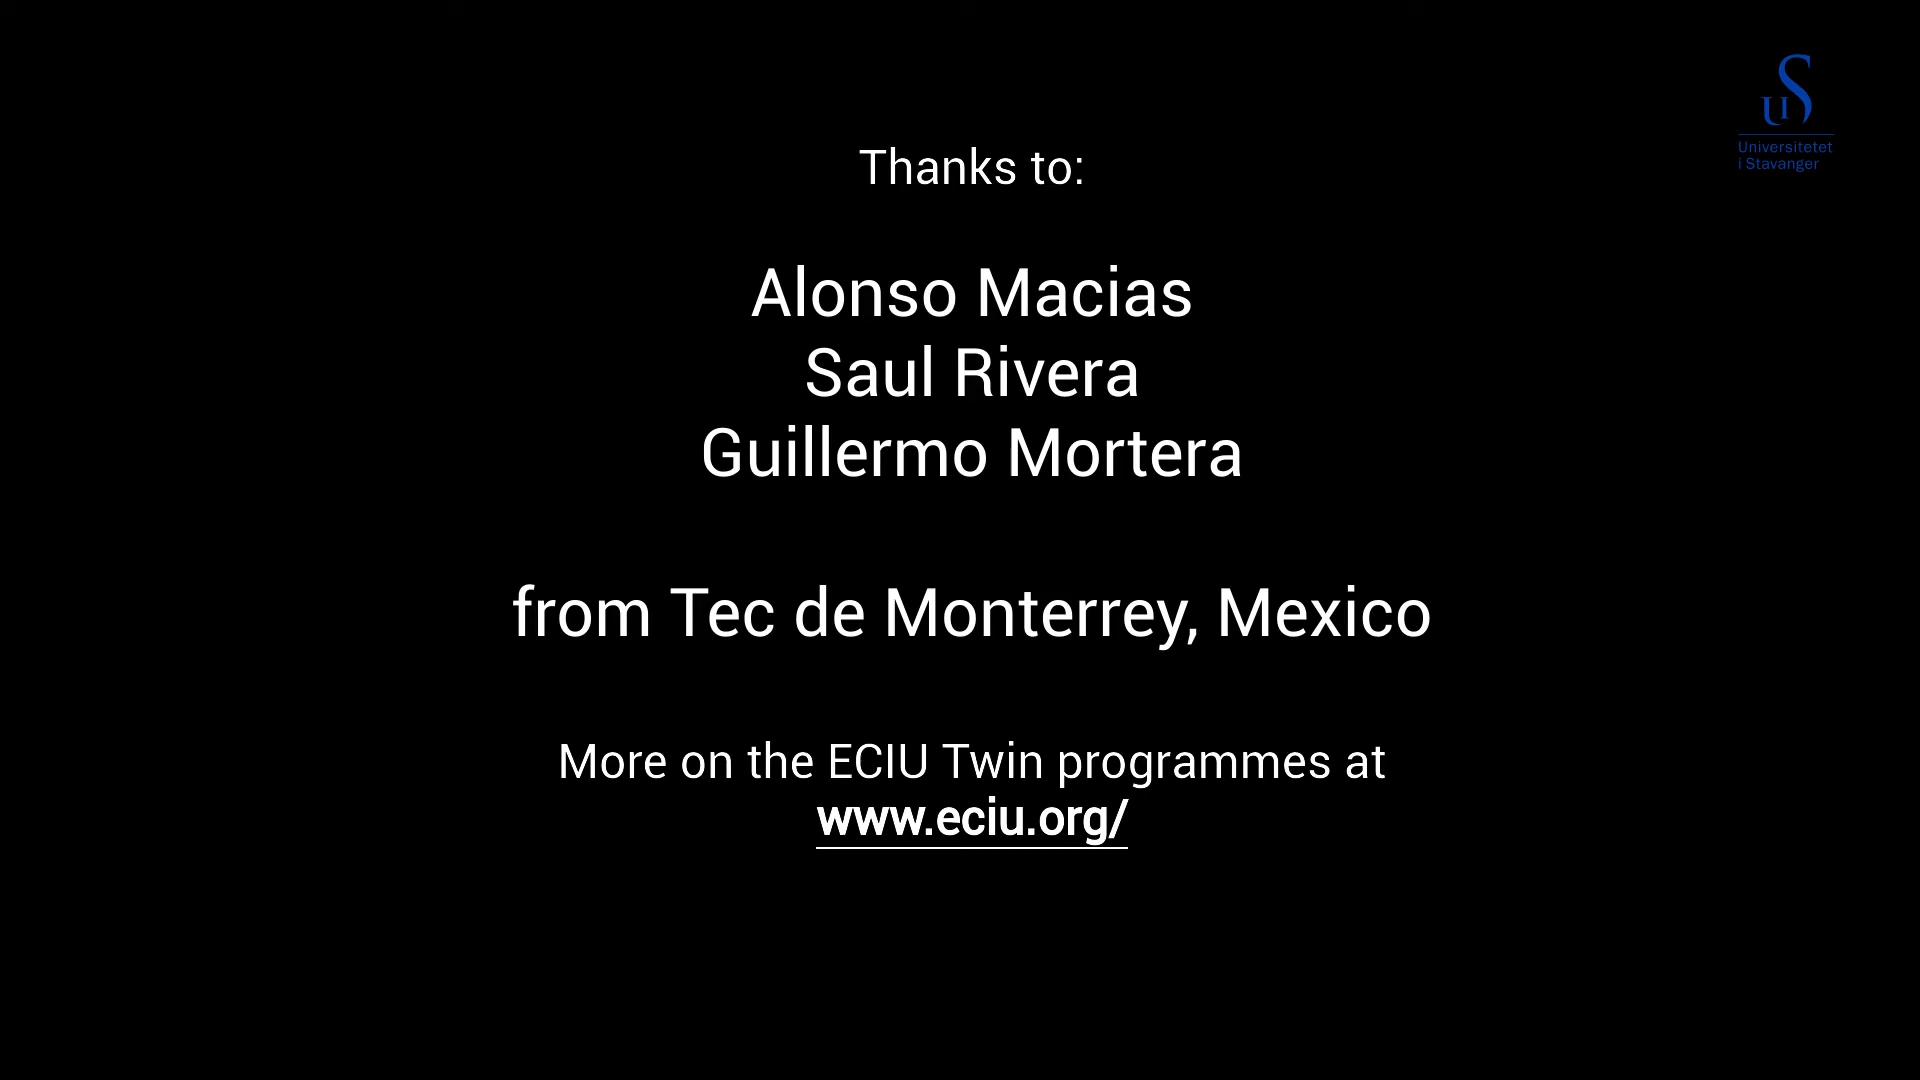 uS
Universitetet
i Stavanger
Thanks to:
Alonso Macias
Saul Rivera
Guillermo Mortera
from Tec de Monterrey, Mexico
More on the ECIU Twin programmes at
www.eciu.org/